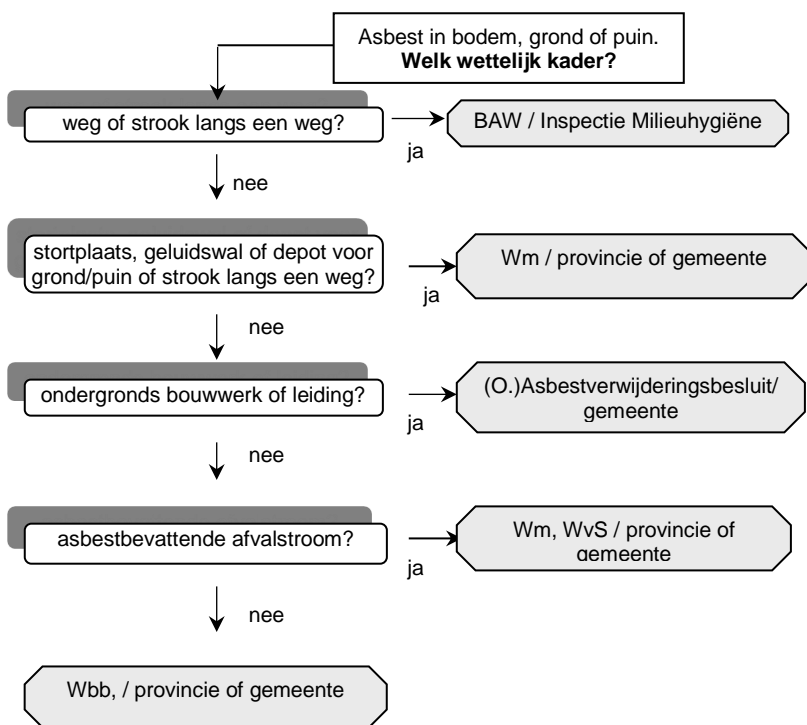 Asbest in bodem, grond of puin.
Welk wettelijk kader?
weg of strook langs een weg?
ja
BAW / Inspectie Milieuhygiëne
nee
stortplaats, geluidswal of depot voor
grond/puin of strook langs een weg?
ja
Wm / provincie of gemeente
nee
ondergronds bouwwerk of leiding?
ja
(O.)Asbestverwijderingsbesluit/
gemeente
nee
asbestbevattende afvalstroom?
ja
Wm, WvS / provincie of
gemeente
nee
Wbb, / provincie of gemeente